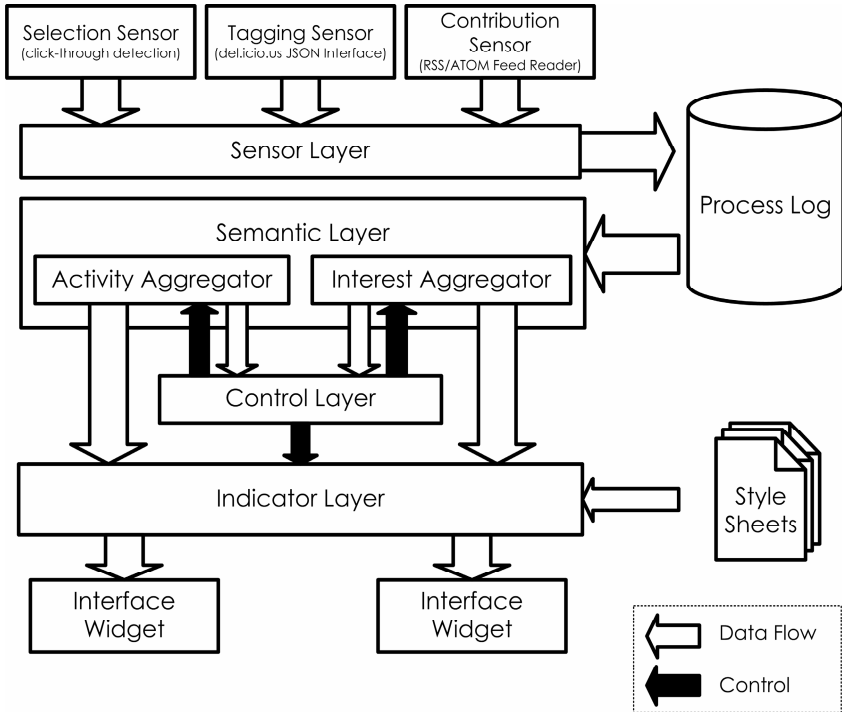 Selection Sensor
(click-through detection)
Tagging Sensor
(del.icio.us JSON Interface)
Contribution
Sensor
(RSS/ATOM Feed Reader)
Sensor Layer
Process Log
Semantic Layer
Activity Aggregator
Interest Aggregator
Control Layer
Indicator Layer
Style
Sheets
Interface
Widget
Interface
Widget
Data Flow
Control